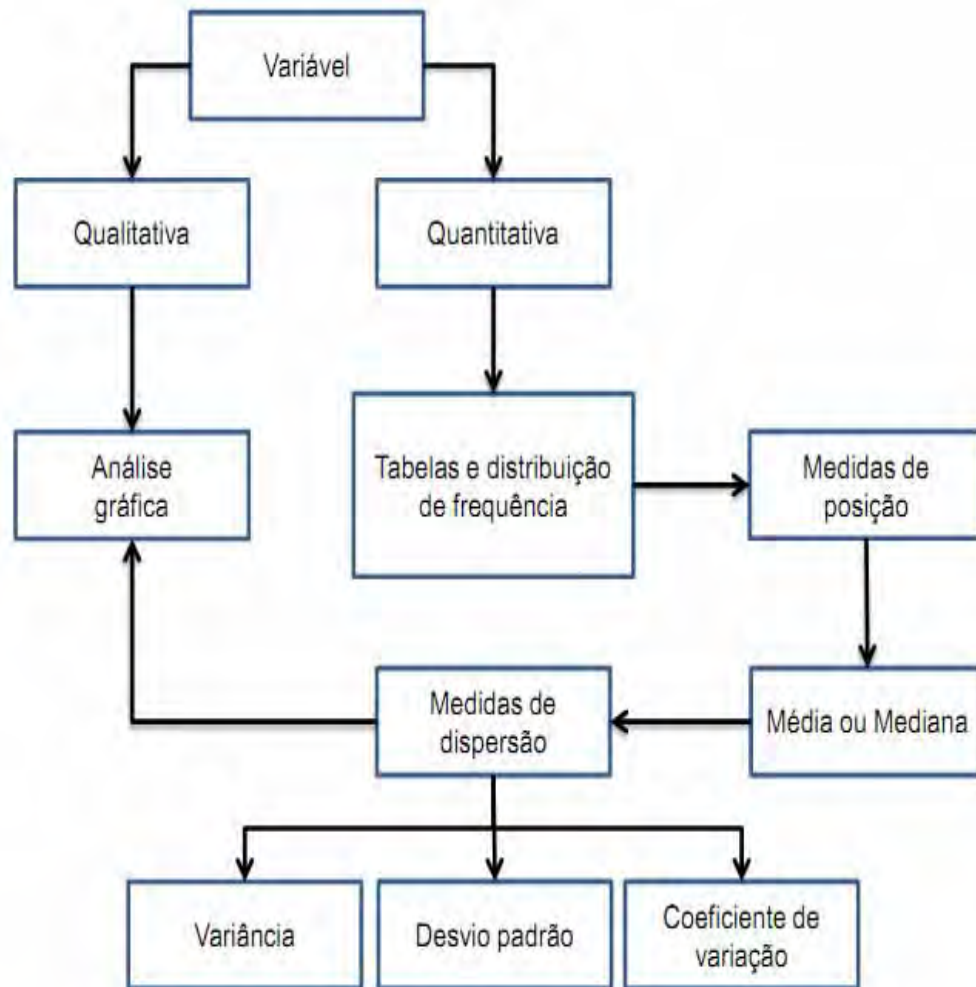 Variável
Qualitativa
Quantitativa
Análise
gráfica
Tabelas e distribuição
de frequência
Medidas de
posição
Medidas de
dispersão
Média ou Mediana
Variância
Desvio padrão
Coeficiente de
variação